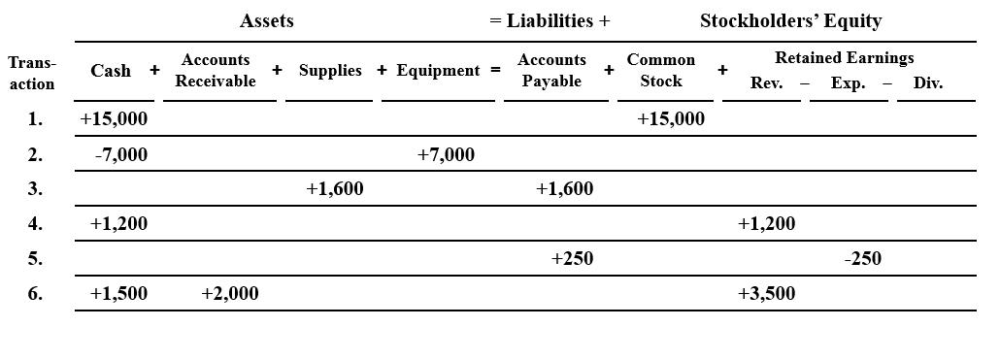 Assets = Liabilities + Stockholders’ Equity
Trans-
action
Cash + Accounts Receivable + Supplies + Equipment = Accounts Payable + Common Stock + Retained Earnings
Rev. – Exp. – Div.
1. +15,000 +15,000
2. -7,000 +7,000
3. +1,600 +1,600
4. +1,200 +1,200
5. +250 -250
6. +1,500 +2,000 +3,500